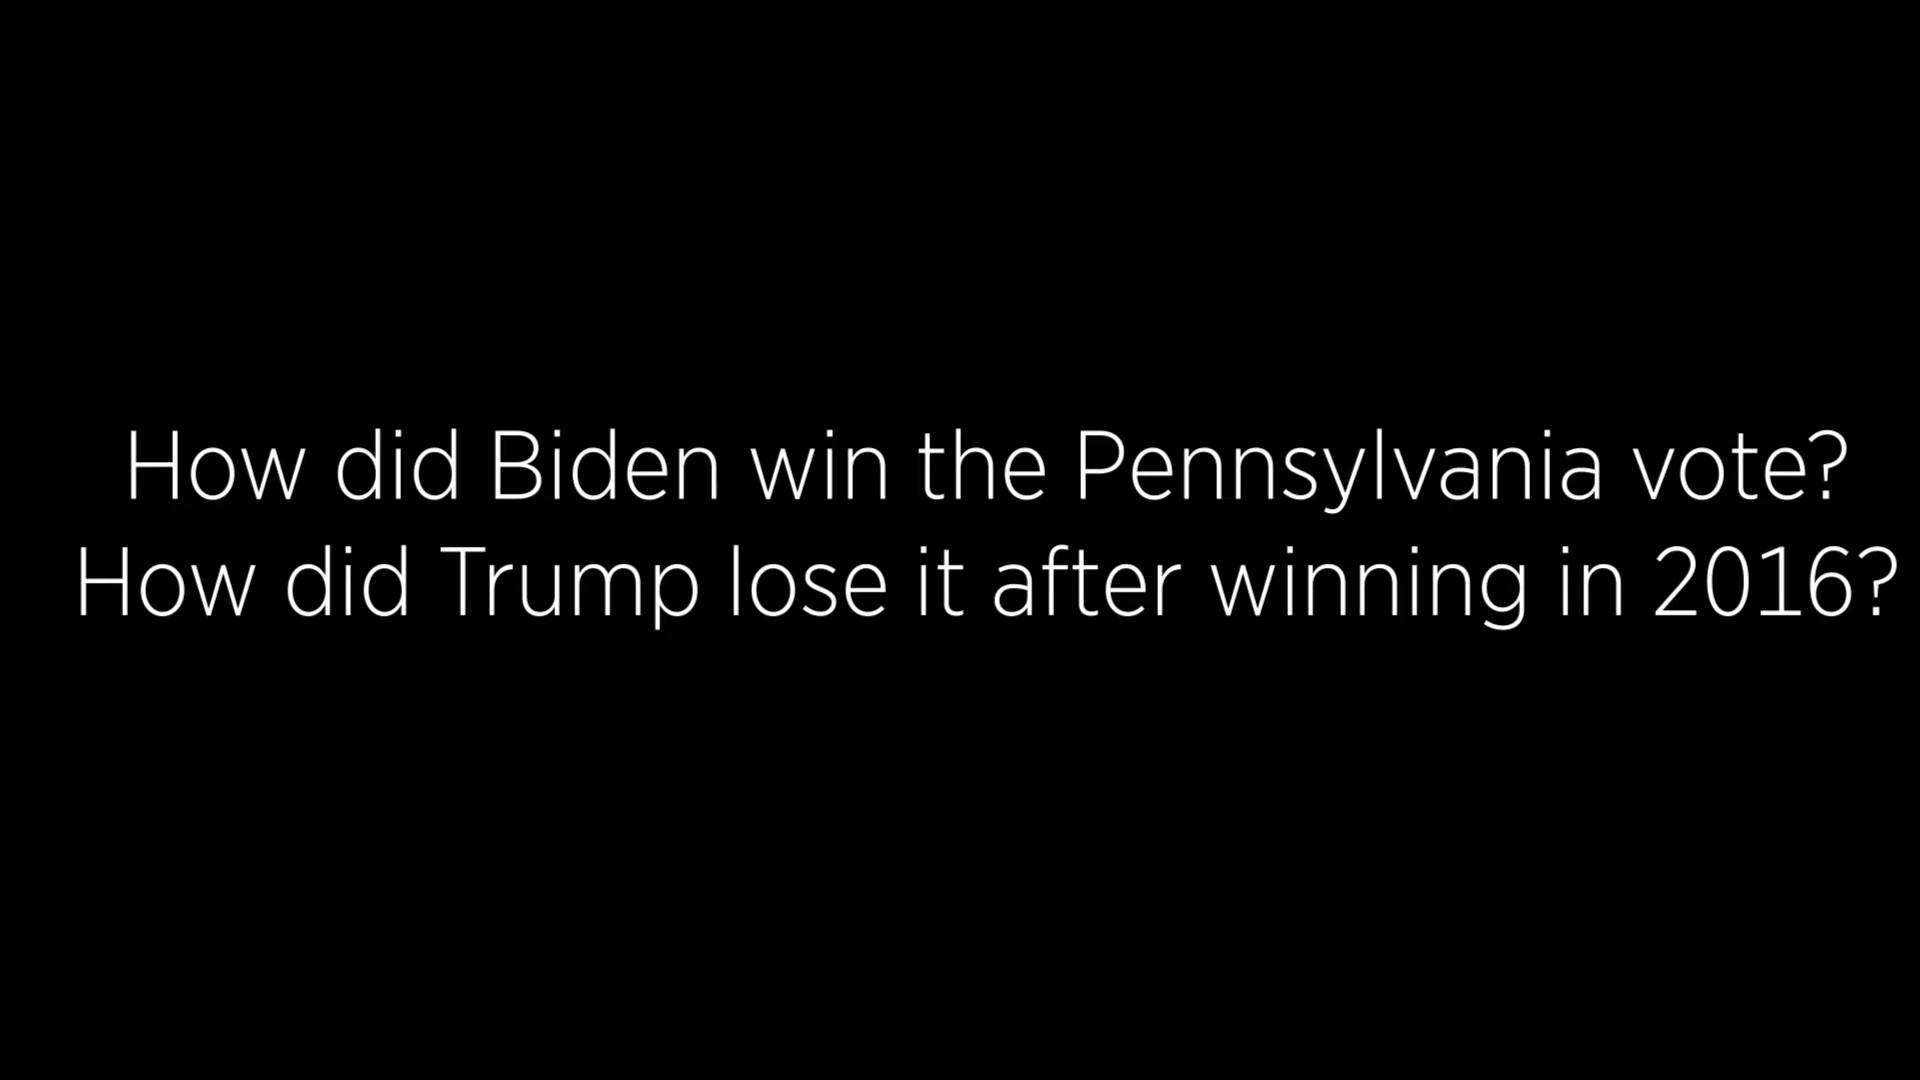 How did Biden win the Pennsylvania vote?
How did Trump lose it after winning in 2016?